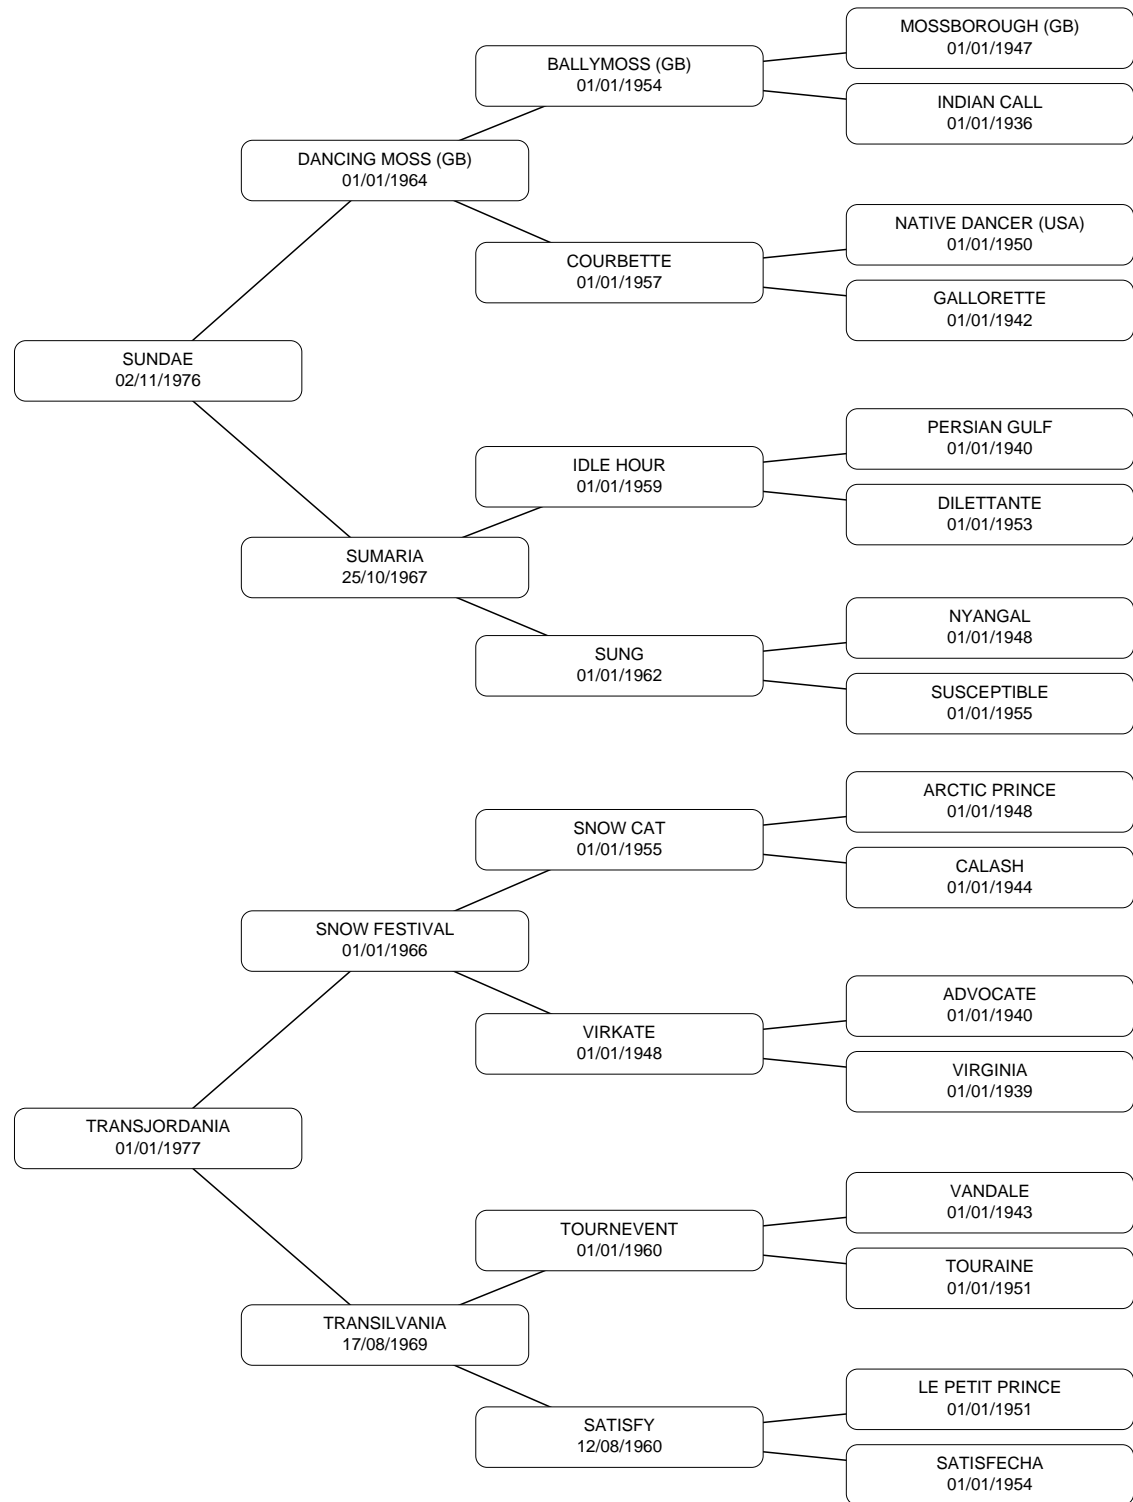 MOSSBOROUGH (GB)
01/01/1947
BALLYMOSS (GB)
01/01/1954
INDIAN CALL
01/01/1936
DANCING MOSS (GB)
01/01/1964
NATIVE DANCER (USA)
01/01/1950
COURBETTE
01/01/1957
GALLORETTE
01/01/1942
SUNDAE
02/11/1976
PERSIAN GULF
01/01/1940
IDLE HOUR
01/01/1959
DILETTANTE
01/01/1953
SUMARIA
25/10/1967
NYANGAL
01/01/1948
SUNG
01/01/1962
SUSCEPTIBLE
01/01/1955
ARCTIC PRINCE
01/01/1948
SNOW CAT
01/01/1955
CALASH
01/01/1944
SNOW FESTIVAL
01/01/1966
ADVOCATE
01/01/1940
VIRKATE
01/01/1948
VIRGINIA
01/01/1939
TRANSJORDANIA
01/01/1977
VANDALE
01/01/1943
TOURNEVENT
01/01/1960
TOURAINE
01/01/1951
TRANSILVANIA
17/08/1969
LE PETIT PRINCE
01/01/1951
SATISFY
12/08/1960
SATISFECHA
01/01/1954